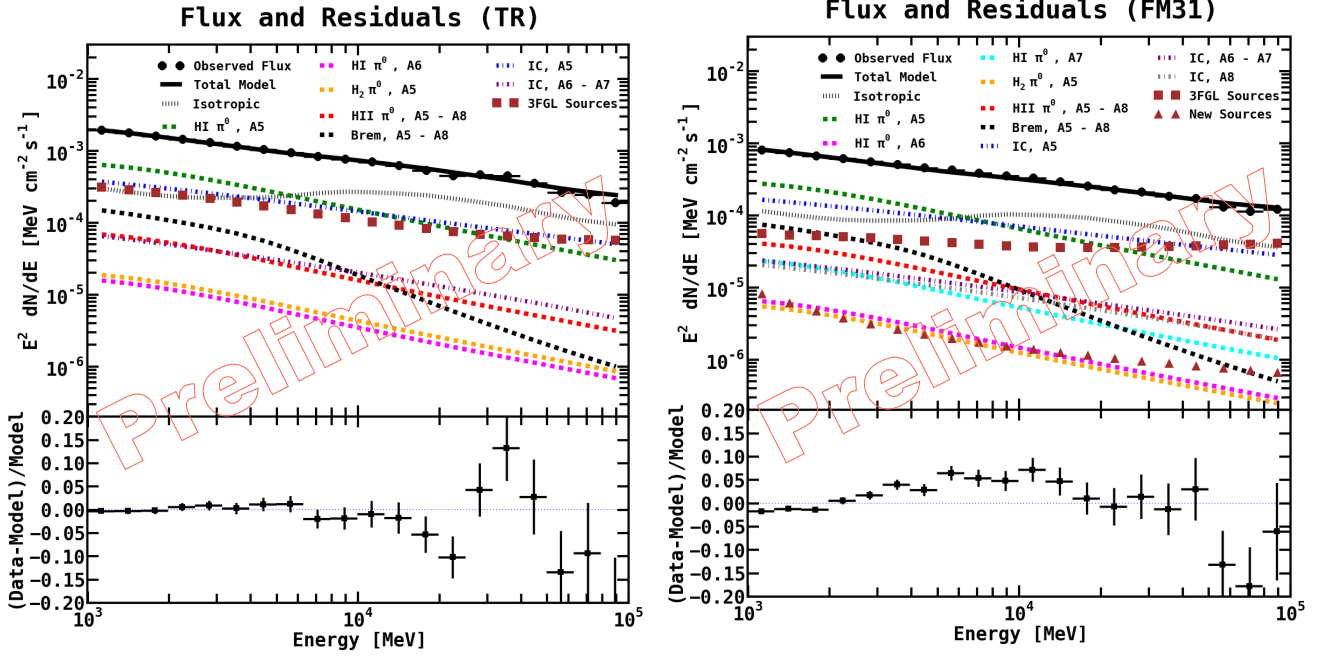 Flux and Residuals (TR)
10⁻²
10⁻³
10⁻⁴
10⁻⁵
10⁻⁶
E² dN/dE [MeV cm⁻² s⁻¹]
Observed Flux
Total Model
Isotropic
HI π⁰, A5
HI π⁰, A6
H₂ π⁰, A5
HII π⁰, A5 - A8
Brem, A5 - A8
IC, A5
IC, A6 - A7
3FGL Sources
Preliminary
0.20
0.15
0.10
0.05
0.00
−0.05
−0.10
−0.15
−0.20
(Data-Model)/Model
10³
10⁴
10⁵
Energy [MeV]
Flux and Residuals (FM31)
10⁻²
10⁻³
10⁻⁴
10⁻⁵
10⁻⁶
E² dN/dE [MeV cm⁻² s⁻¹]
Observed Flux
Total Model
Isotropic
HI π⁰, A5
HI π⁰, A6
HI π⁰, A7
H₂ π⁰, A5
HII π⁰, A5 - A8
Brem, A5 - A8
IC, A5
IC, A6 - A7
IC, A8
3FGL Sources
New Sources
Preliminary
0.20
0.15
0.10
0.05
0.00
−0.05
−0.10
−0.15
−0.20
(Data-Model)/Model
10³
10⁴
10⁵
Energy [MeV]